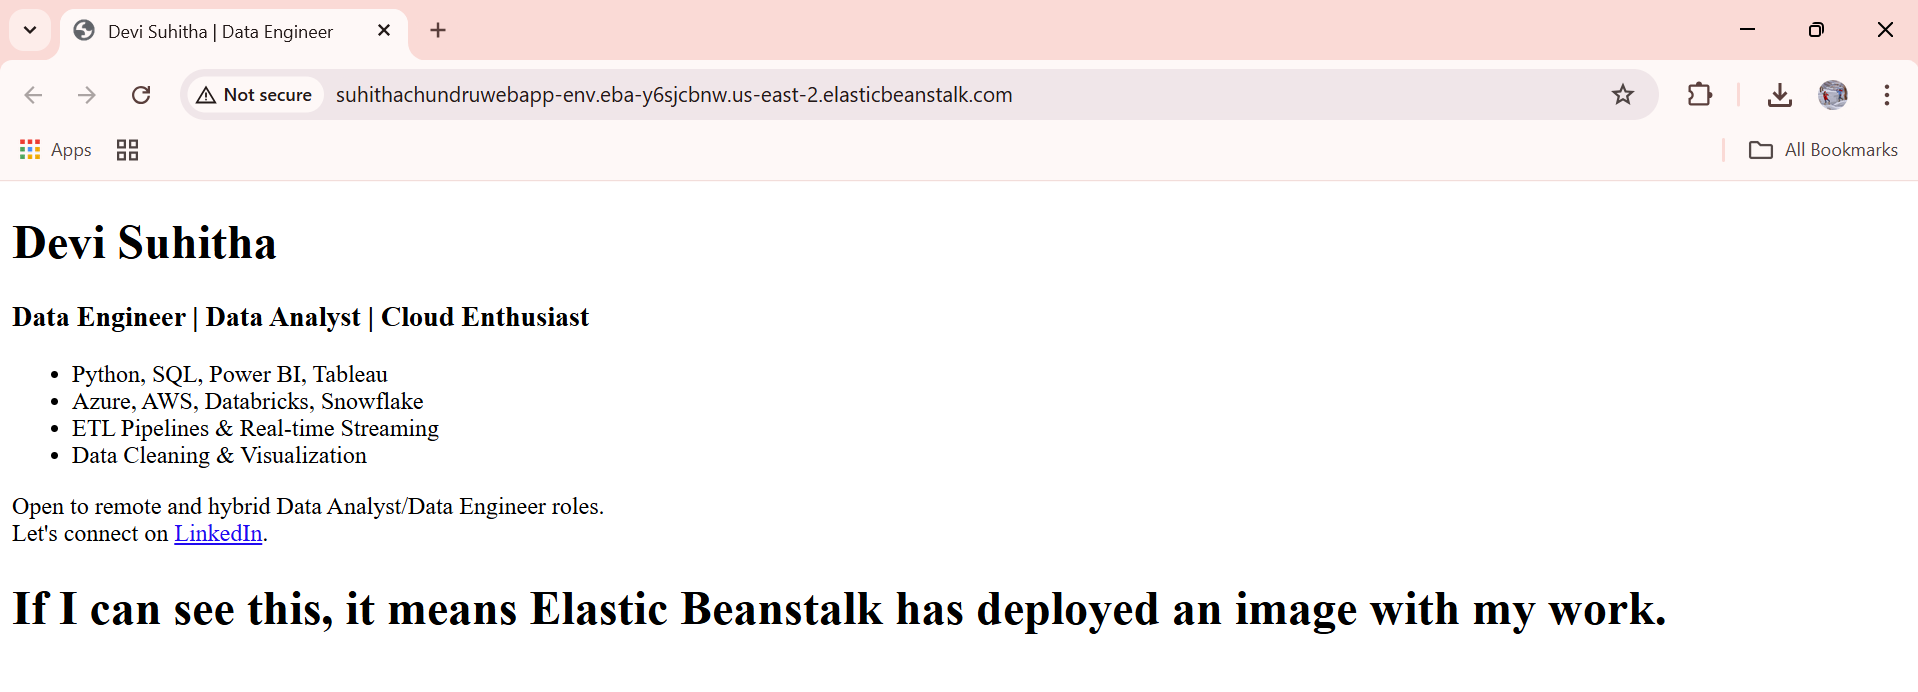 Devi Suhitha | Data Engineer
Not secure
suhithachundruwebapp-env.eba-y6sjcbnw.us-east-2.elasticbeanstalk.com
Apps
All Bookmarks
Devi Suhitha
Data Engineer | Data Analyst | Cloud Enthusiast
• Python, SQL, Power BI, Tableau
• Azure, AWS, Databricks, Snowflake
• ETL Pipelines & Real-time Streaming
• Data Cleaning & Visualization
Open to remote and hybrid Data Analyst/Data Engineer roles.
Let's connect on LinkedIn.
If I can see this, it means Elastic Beanstalk has deployed an image with my work.